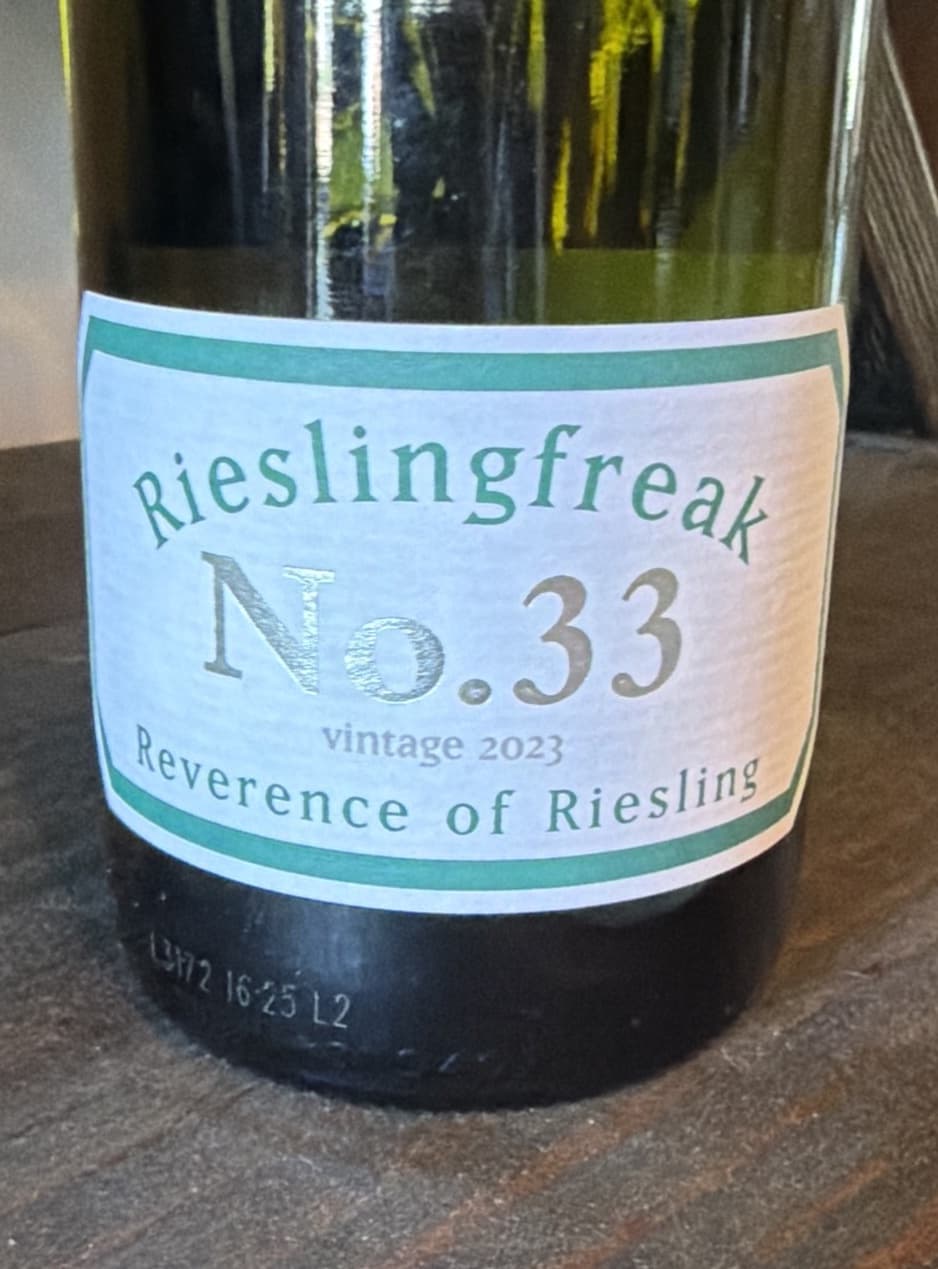 Rieslingfreak
No.33
vintage 2023
Reverence of Riesling
L3172 16:25 L2